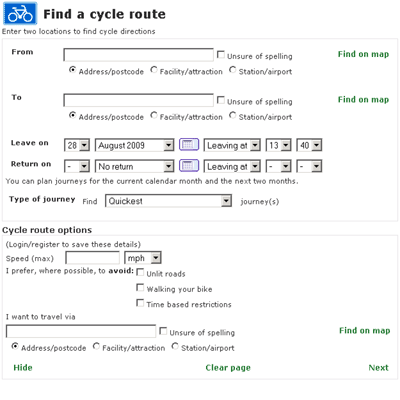 Find a cycle route
Enter two locations to find cycle directions
From Unsure of spelling Find on map
Address/postcode Facility/attraction Station/airport
To Unsure of spelling Find on map
Address/postcode Facility/attraction Station/airport
Leave on 28 August 2009 Leaving at 13 40
Return on - No return Leaving at - -
You can plan journeys for the current calendar month and the next two months.
Type of journey Find Quickest journey(s)
Cycle route options
(Login/register to save these details)
Speed (max) mph
I prefer, where possible, to avoid: Unlit roads
Walking your bike
Time based restrictions
I want to travel via
Unsure of spelling Find on map
Address/postcode Facility/attraction Station/airport
Hide Clear page Next